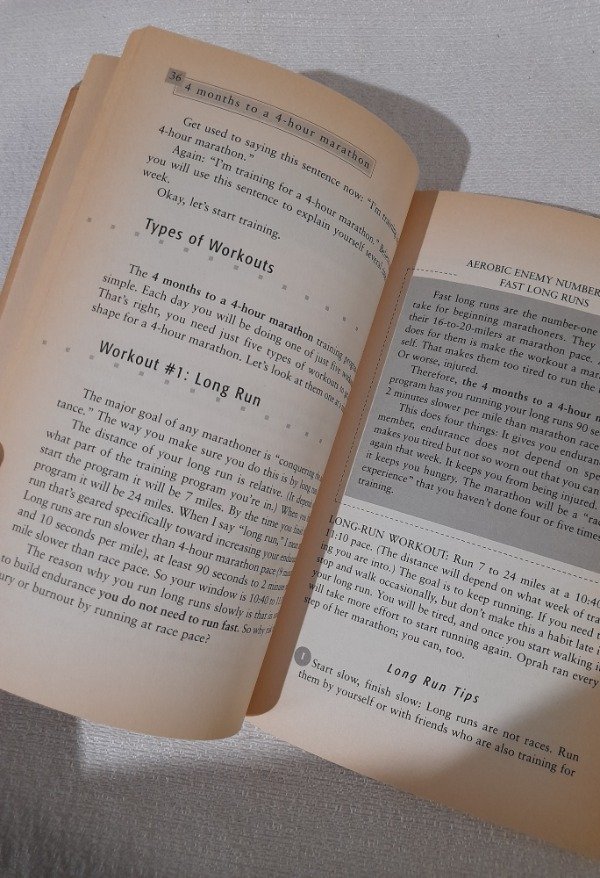 36
4 months to a 4-hour marathon
Get used to saying this sentence now: "I'm training
4-hour marathon."
Again: "I'm training for a 4-hour marathon."
you will use this sentence to explain yourself several
week.
Okay, let's start training.
Types of Workouts
The 4 months to a 4-hour marathon training
simple. Each day you will be doing one of just five
That's right, you need just five types of workouts to
shape for a 4-hour marathon. Let's look at them one
Workout #1: Long Run
The major goal of any marathoner is "conquering
tance." The way you make sure you do this is by long
The distance of your long run is relative. (It
what part of the training program you're in.) When you
start the program it will be 7 miles. By the time you
program it will be 24 miles. When I say "long run," I
run that's geared specifically toward increasing your
Long runs are run slower than 4-hour marathon pace
and 10 seconds per mile), at least 90 seconds to 2
mile slower than race pace. So your window is 10:40 to
The reason why you run long runs slowly is that in
to build endurance you do not need to run fast. So why
ury or burnout by running at race pace?
AEROBIC ENEMY NUMBER
FAST LONG RUNS
Fast long runs are the number-one
take for beginning marathoners. They
their 16-to-20-milers at marathon pace.
does for them is make the workout a
self. That makes them too tired to run the
Or worse, injured.
Therefore, the 4 months to a 4-hour
program has you running your long runs 90
2 minutes slower per mile than marathon race
This does four things: It gives you
member, endurance does not depend on
makes you tired but not so worn out that you can't
again that week. It keeps you from being injured.
it keeps you hungry. The marathon will be a
experience" that you haven't done four or five times
training.
LONG-RUN WORKOUT: Run 7 to 24 miles at a 10:40
11:10 pace. (The distance will depend on what week of
ing you are into.) The goal is to keep running. If you need
stop and walk occasionally, but don't make this a habit late
your long run. You will be tired, and once you start walking
will take more effort to start running again. Oprah ran every
step of her marathon; you can, too.
Long Run Tips
1 Start slow, finish slow: Long runs are not races. Run
them by yourself or with friends who are also training for